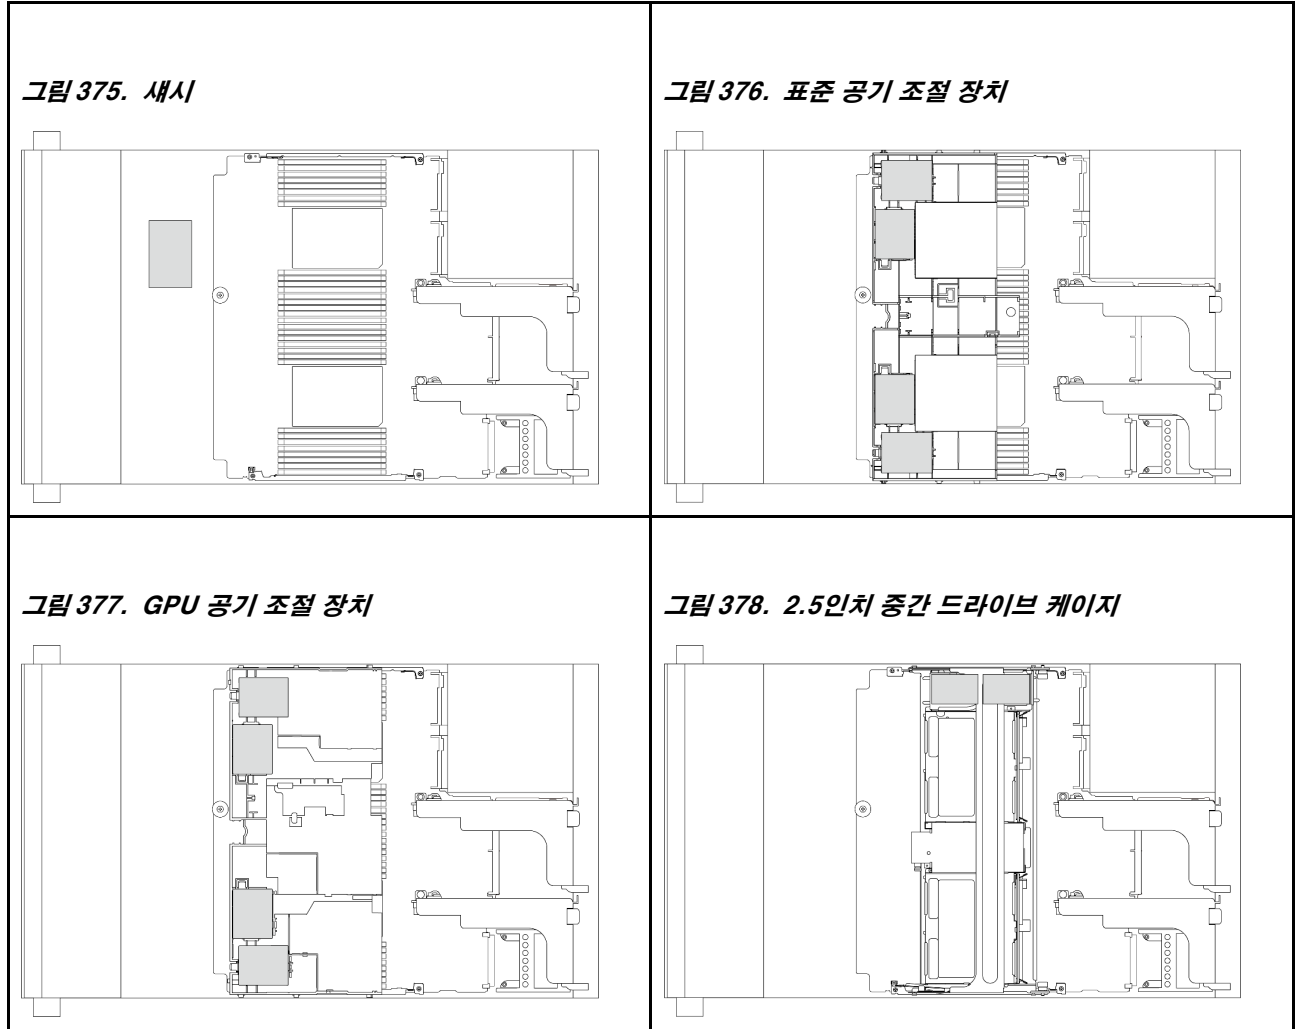 그림 375. 섀시
그림 376. 표준 공기 조절 장치
그림 377. GPU 공기 조절 장치
그림 378. 2.5인치 중간 드라이브 케이지